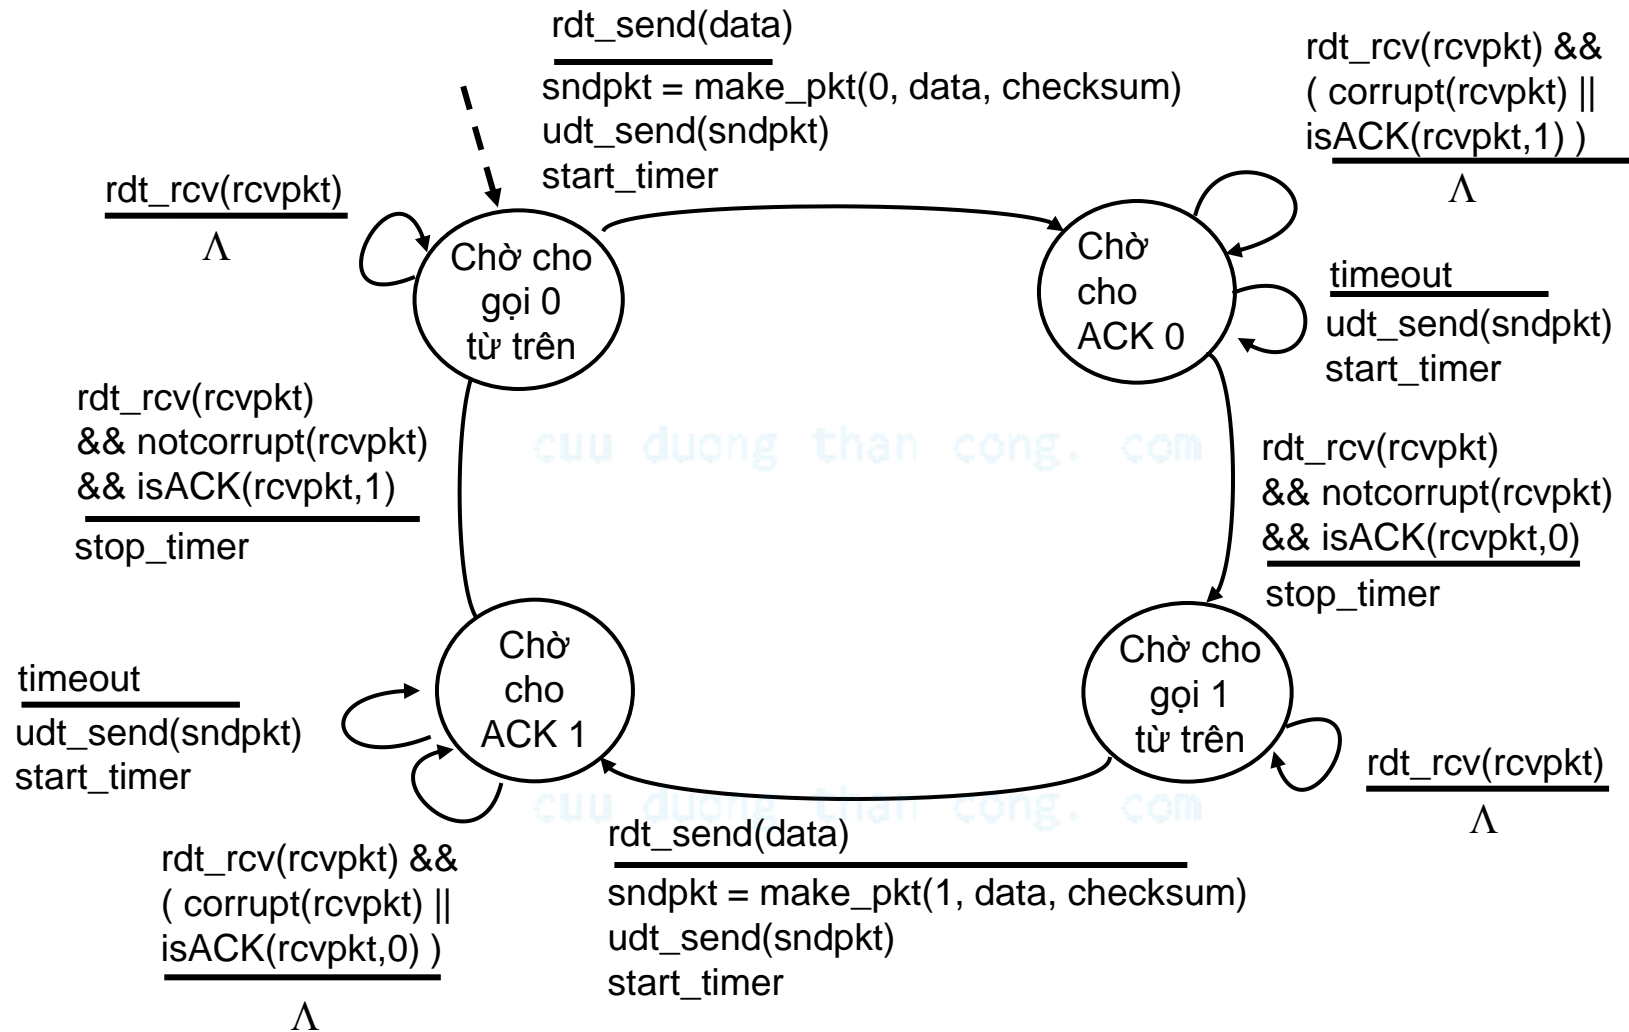 rdt_send(data)
sndpkt = make_pkt(0, data, checksum)
udt_send(sndpkt)
start_timer
rdt_rcv(rcvpkt) &&
( corrupt(rcvpkt) ||
isACK(rcvpkt,1) )
Λ
rdt_rcv(rcvpkt)
Λ
Chờ cho
gọi 0
từ trên
Chờ
cho
ACK 0
timeout
udt_send(sndpkt)
start_timer
rdt_rcv(rcvpkt)
&& notcorrupt(rcvpkt)
&& isACK(rcvpkt,1)
stop_timer
cuu duong than cong. com
rdt_rcv(rcvpkt)
&& notcorrupt(rcvpkt)
&& isACK(rcvpkt,0)
stop_timer
Chờ
cho
ACK 1
Chờ cho
gọi 1
từ trên
timeout
udt_send(sndpkt)
start_timer
rdt_rcv(rcvpkt)
Λ
cuu duong than cong. com
rdt_send(data)
sndpkt = make_pkt(1, data, checksum)
udt_send(sndpkt)
start_timer
rdt_rcv(rcvpkt) &&
( corrupt(rcvpkt) ||
isACK(rcvpkt,0) )
Λ